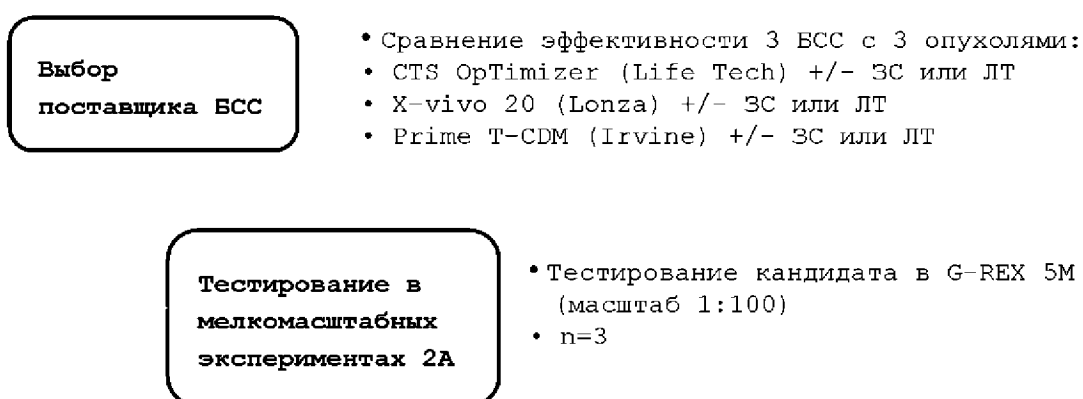 Выбор
поставщика БСС
• Сравнение эффективности 3 БСС с 3 опухолями:
• CTS OpTimizer (Life Tech) +/- ЗС или ЛТ
• X-vivo 20 (Lonza) +/- ЗС или ЛТ
• Prime T-CDM (Irvine) +/- ЗС или ЛТ
Тестирование в
мелкомасштабных
экспериментах 2А
• Тестирование кандидата в G-REX 5M
(масштаб 1:100)
• n=3